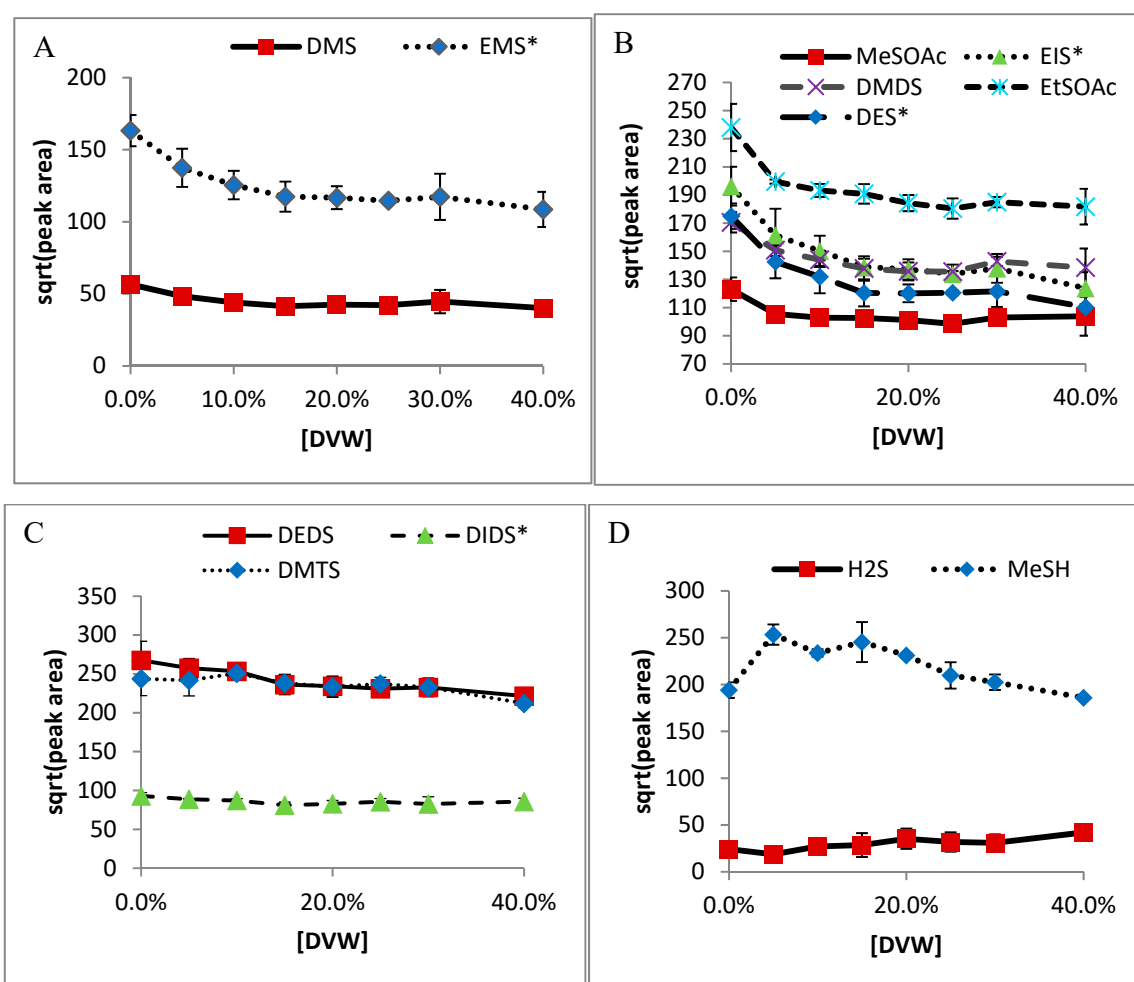 A
DMS EMS*
sqrt(peak area)
200
150
100
50
0
0.0% 10.0% 20.0% 30.0% 40.0%
[DVW]
B
MeSOAc EIS*
DMDS EtSOAc
DES*
sqrt(peak area)
270
250
230
210
190
170
150
130
110
90
70
0.0% 10.0% 20.0% 30.0% 40.0%
[DVW]
C
DEDS DIDS*
DMTS
sqrt(peak area)
350
300
250
200
150
100
50
0
0.0% 20.0% 40.0%
[DVW]
D
H2S MeSH
sqrt(peak area)
300
250
200
150
100
50
0
0.0% 20.0% 40.0%
[DVW]